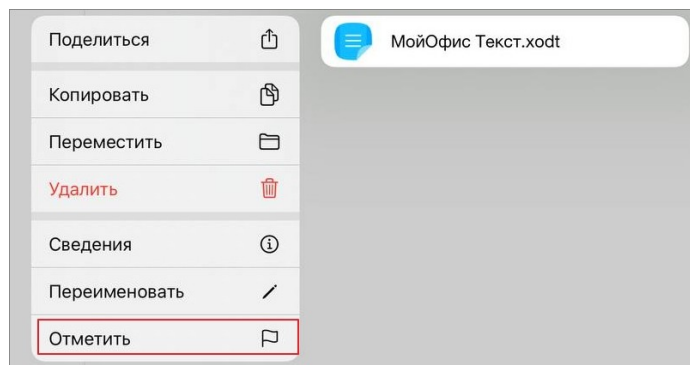 Поделиться
МойОфис Текст.xodt
Копировать
Переместить
Удалить
Сведения
Переименовать
Отметить